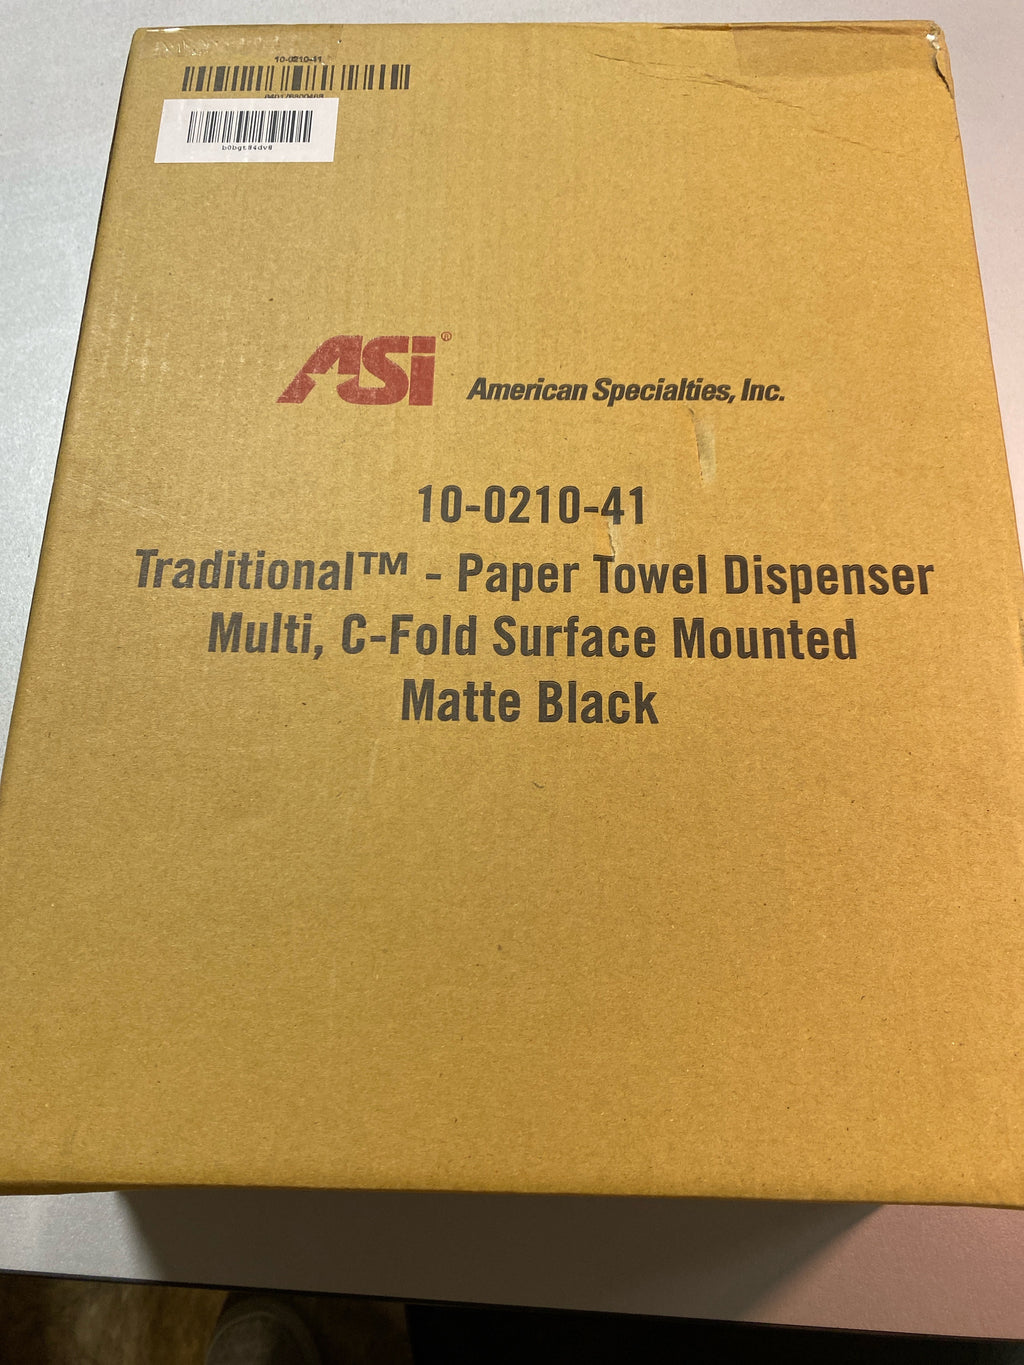 10-0210-41
b0bgt84dv8
ASi®
American Specialties, Inc.
10-0210-41
Traditional™ - Paper Towel Dispenser
Multi, C-Fold Surface Mounted
Matte Black